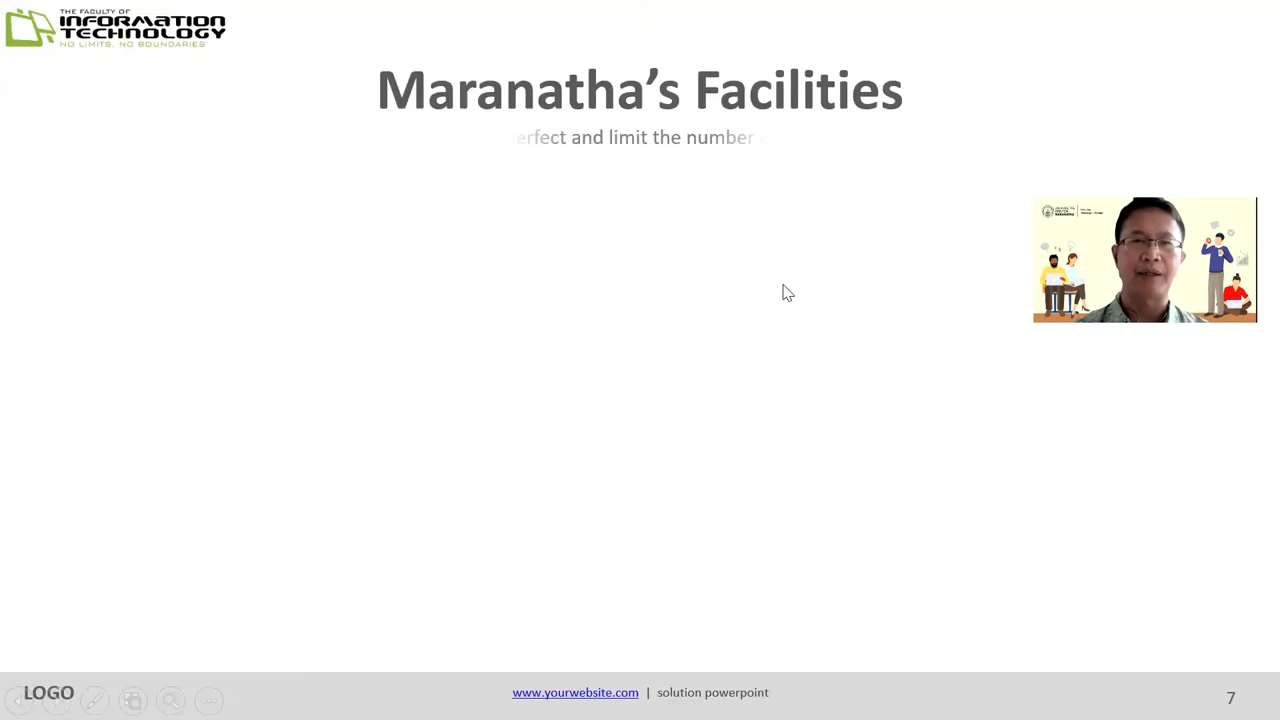 THE FACULTY OF
INFORMATION
TECHNOLOGY
NO LIMITS, NO BOUNDARIES
Maranatha's Facilities
erfect and limit the number
MARANATHA
LOGO
www.yourwebsite.com | solution powerpoint
7